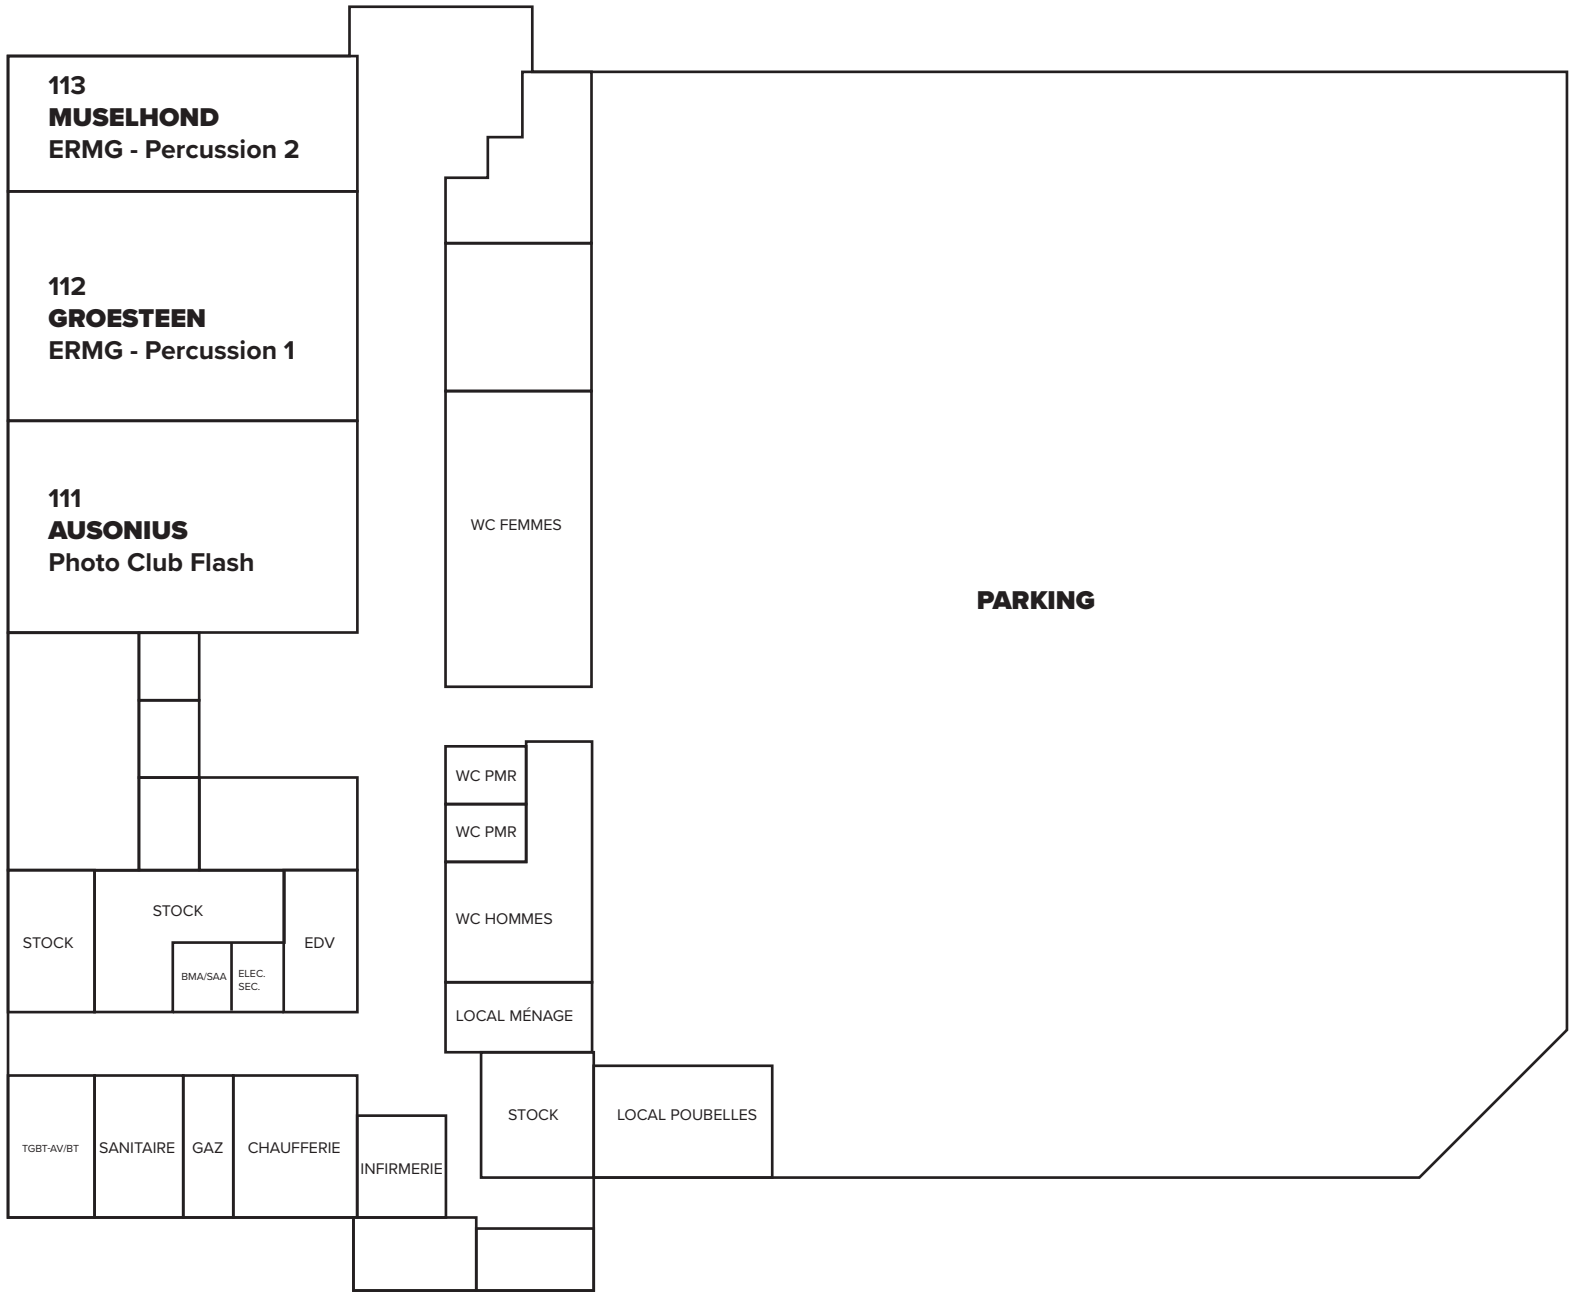 113
MUSELHOND
ERMG - Percussion 2
112
GROESTEEN
ERMG - Percussion 1
111
AUSONIUS
Photo Club Flash
WC FEMMES
PARKING
WC PMR
WC PMR
WC HOMMES
STOCK
STOCK
BMA/SAA
ELEC.
SEC.
EDV
LOCAL MÉNAGE
STOCK
LOCAL POUBELLES
TGBT-AV/BT
SANITAIRE
GAZ
CHAUFFERIE
INFIRMERIE